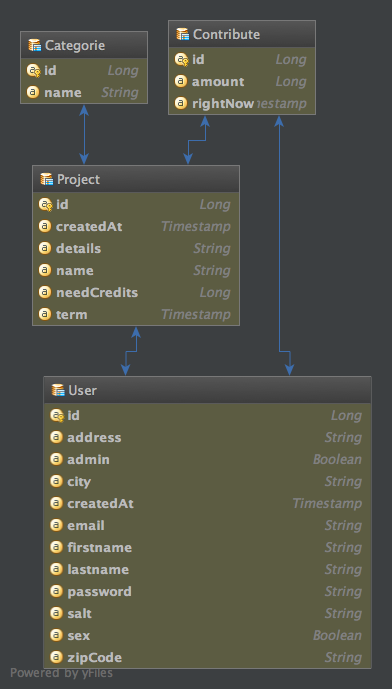 Categorie
id Long
name String
Contribute
id Long
amount Long
rightNow nestamp
Project
id Long
createdAt Timestamp
details String
name String
needCredits Long
term Timestamp
User
id Long
address String
admin Boolean
city String
createdAt Timestamp
email String
firstname String
lastname String
password String
salt String
sex Boolean
zipCode String
Powered by yFiles